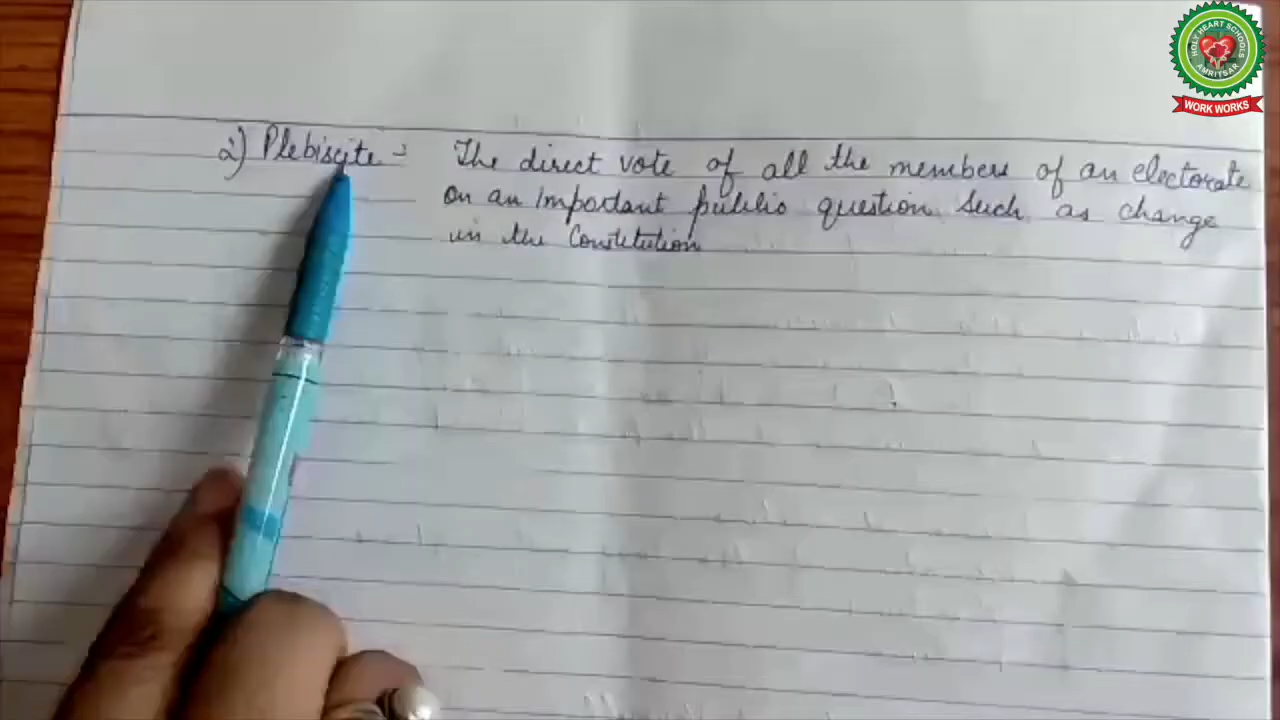 2) Plebiscite - The direct vote of all the members of an electorate
on an important public question such as change
in the Constitution
HOLY HEART SCHOOLS
AMRITSAR
WORK WORKS